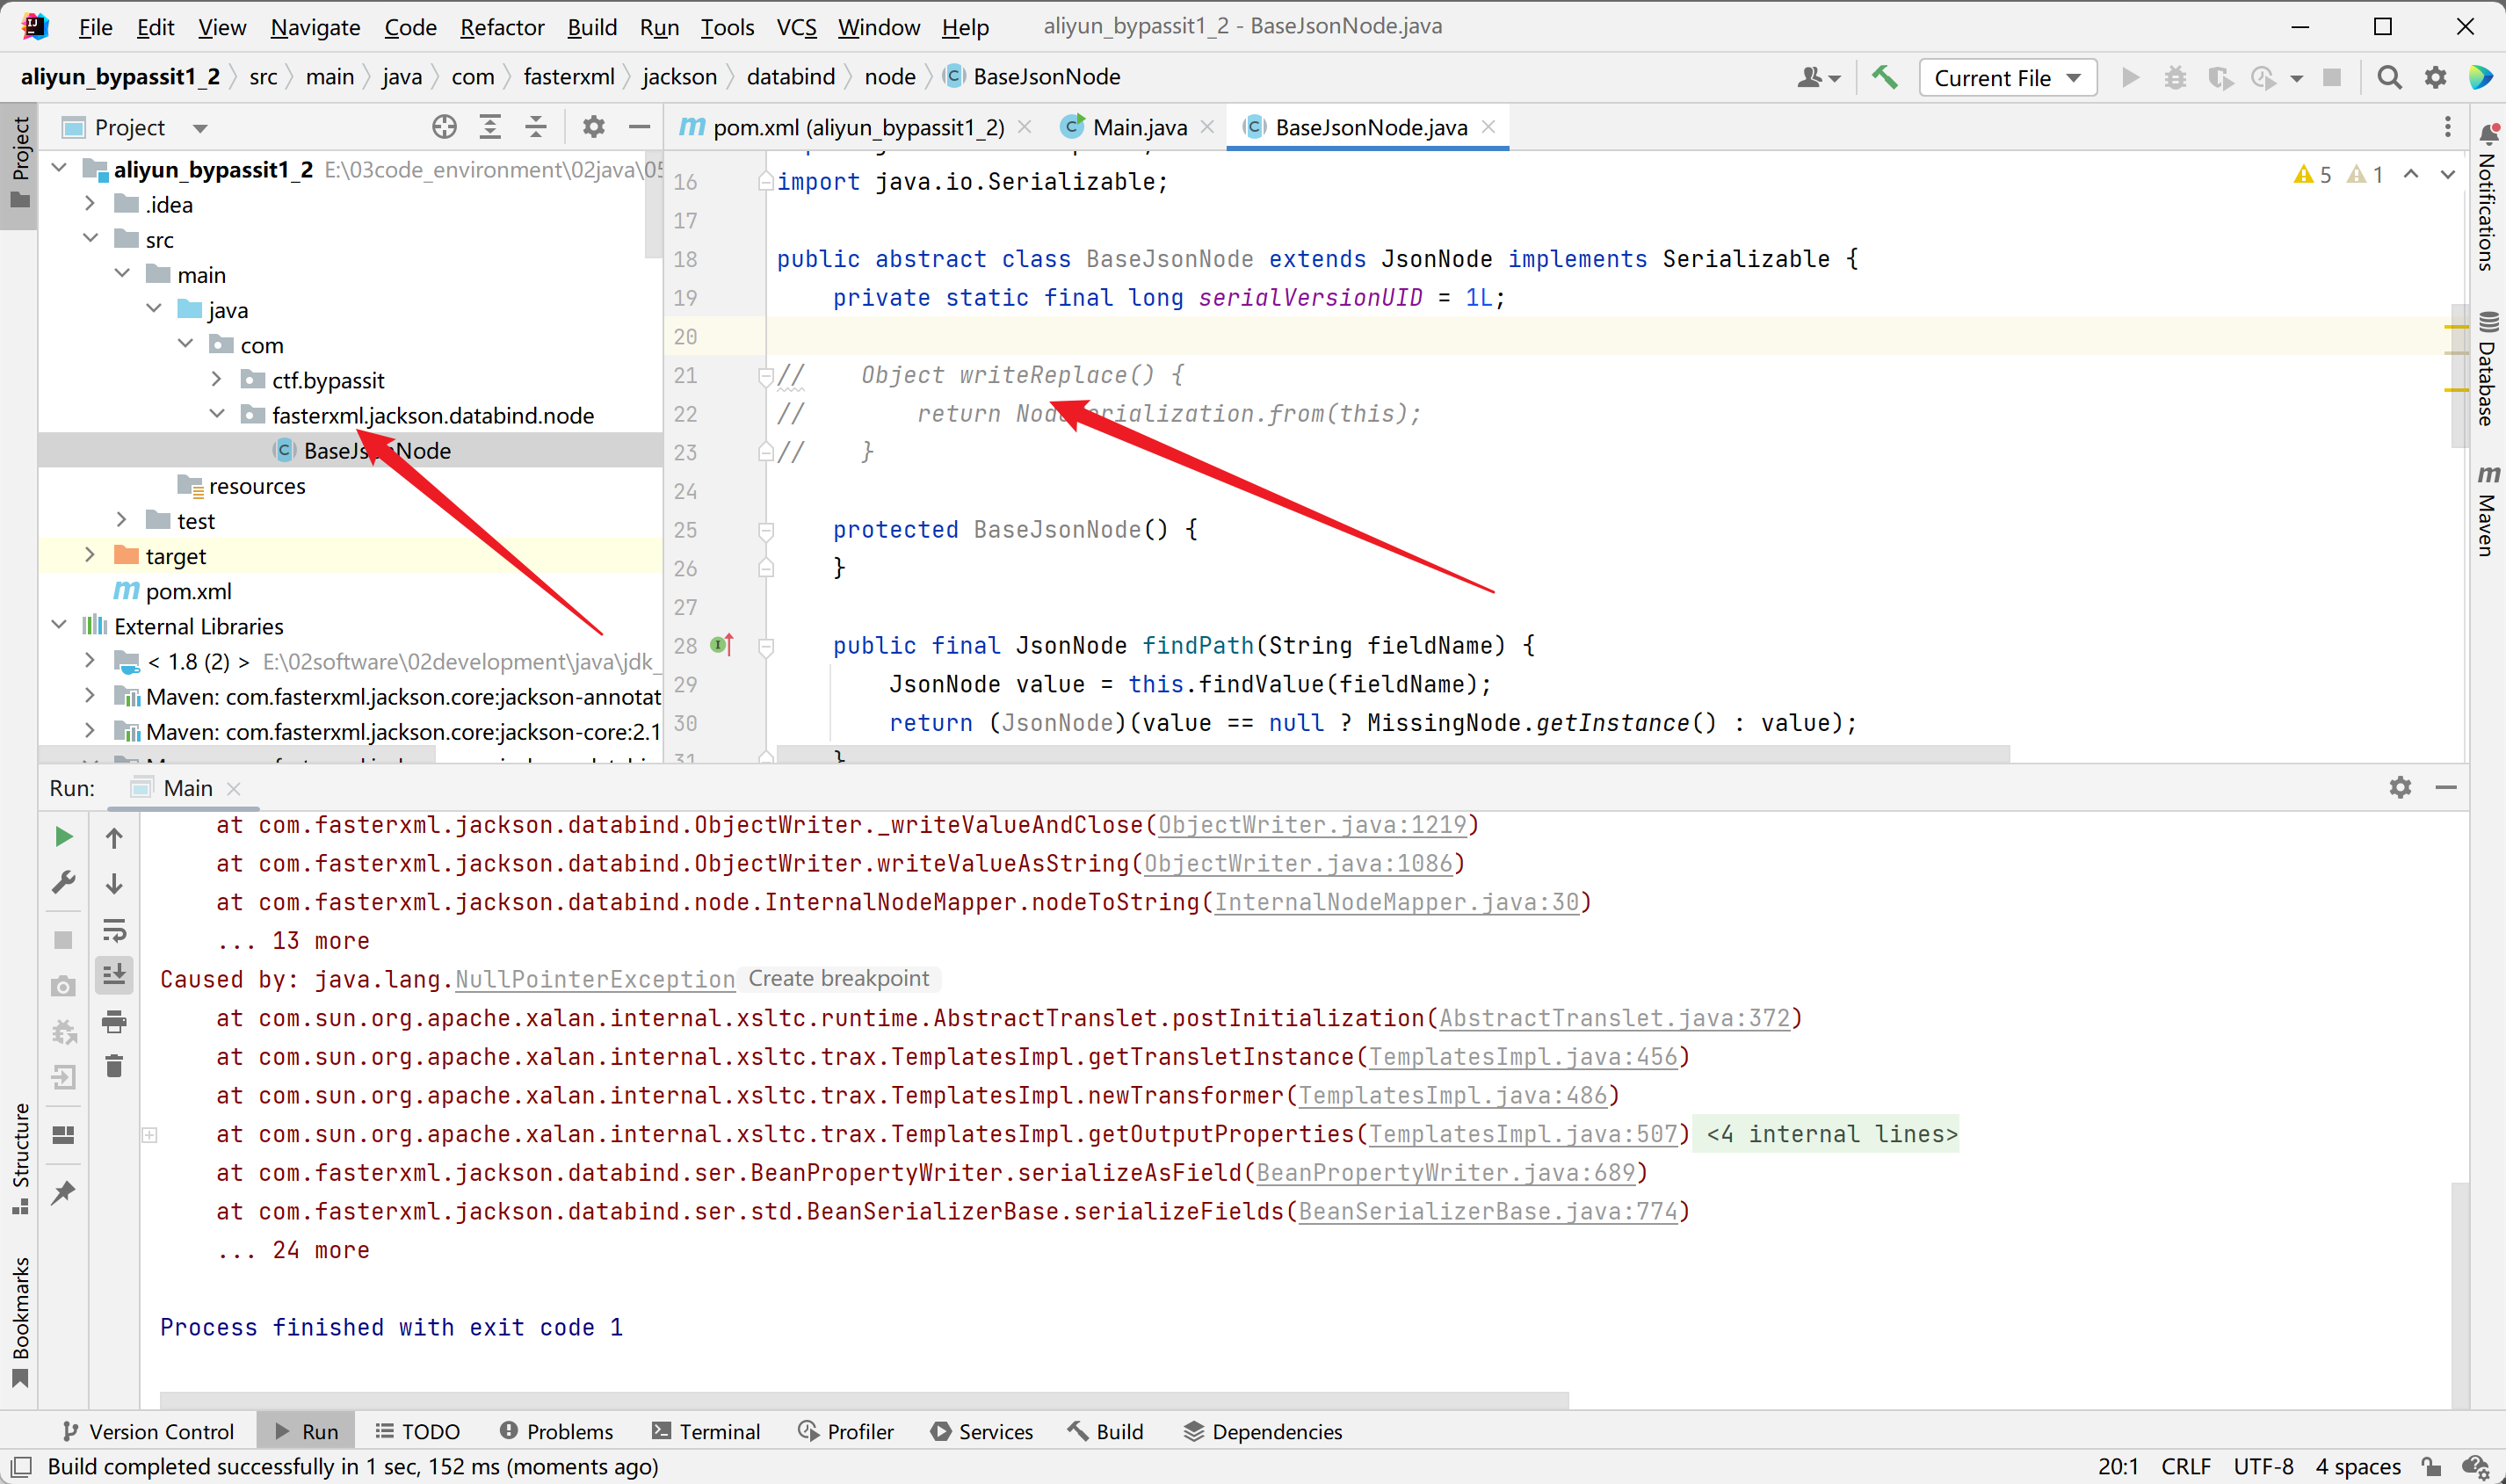 File Edit View Navigate Code Refactor Build Run Tools VCS Window Help aliyun_bypassit1_2 - BaseJsonNode.java
aliyun_bypassit1_2 src main java com fasterxml jackson databind node BaseJsonNode Current File
Project
Project
pom.xml (aliyun_bypassit1_2) Main.java BaseJsonNode.java
aliyun_bypassit1_2 E:\03code_environment\02java\05
.idea
src
main
java
com
ctf.bypassit
fasterxml.jackson.databind.node
BaseJsonNode
resources
test
target
pom.xml
External Libraries
< 1.8 (2) > E:\02software\02development\java\jdk_
Maven: com.fasterxml.jackson.core:jackson-annotat
Maven: com.fasterxml.jackson.core:jackson-core:2.1
5 1
16 import java.io.Serializable;
17
18 public abstract class BaseJsonNode extends JsonNode implements Serializable {
19 private static final long serialVersionUID = 1L;
20
21 // Object writeReplace() {
22 // return NodeSerialization.from(this);
23 // }
24
25 protected BaseJsonNode() {
26 }
27
28 public final JsonNode findPath(String fieldName) {
29 JsonNode value = this.findValue(fieldName);
30 return (JsonNode)(value == null ? MissingNode.getInstance() : value);
31 }
Notifications
Database
Maven
Run: Main
at com.fasterxml.jackson.databind.ObjectWriter._writeValueAndClose(ObjectWriter.java:1219)
at com.fasterxml.jackson.databind.ObjectWriter.writeValueAsString(ObjectWriter.java:1086)
at com.fasterxml.jackson.databind.node.InternalNodeMapper.nodeToString(InternalNodeMapper.java:30)
... 13 more
Caused by: java.lang.NullPointerException Create breakpoint
at com.sun.org.apache.xalan.internal.xsltc.runtime.AbstractTranslet.postInitialization(AbstractTranslet.java:372)
at com.sun.org.apache.xalan.internal.xsltc.trax.TemplatesImpl.getTransletInstance(TemplatesImpl.java:456)
at com.sun.org.apache.xalan.internal.xsltc.trax.TemplatesImpl.newTransformer(TemplatesImpl.java:486)
at com.sun.org.apache.xalan.internal.xsltc.trax.TemplatesImpl.getOutputProperties(TemplatesImpl.java:507) <4 internal lines>
at com.fasterxml.jackson.databind.ser.BeanPropertyWriter.serializeAsField(BeanPropertyWriter.java:689)
at com.fasterxml.jackson.databind.ser.std.BeanSerializerBase.serializeFields(BeanSerializerBase.java:774)
... 24 more
Process finished with exit code 1
Structure
Bookmarks
Version Control Run TODO Problems Terminal Profiler Services Build Dependencies
Build completed successfully in 1 sec, 152 ms (moments ago) 20:1 CRLF UTF-8 4 spaces